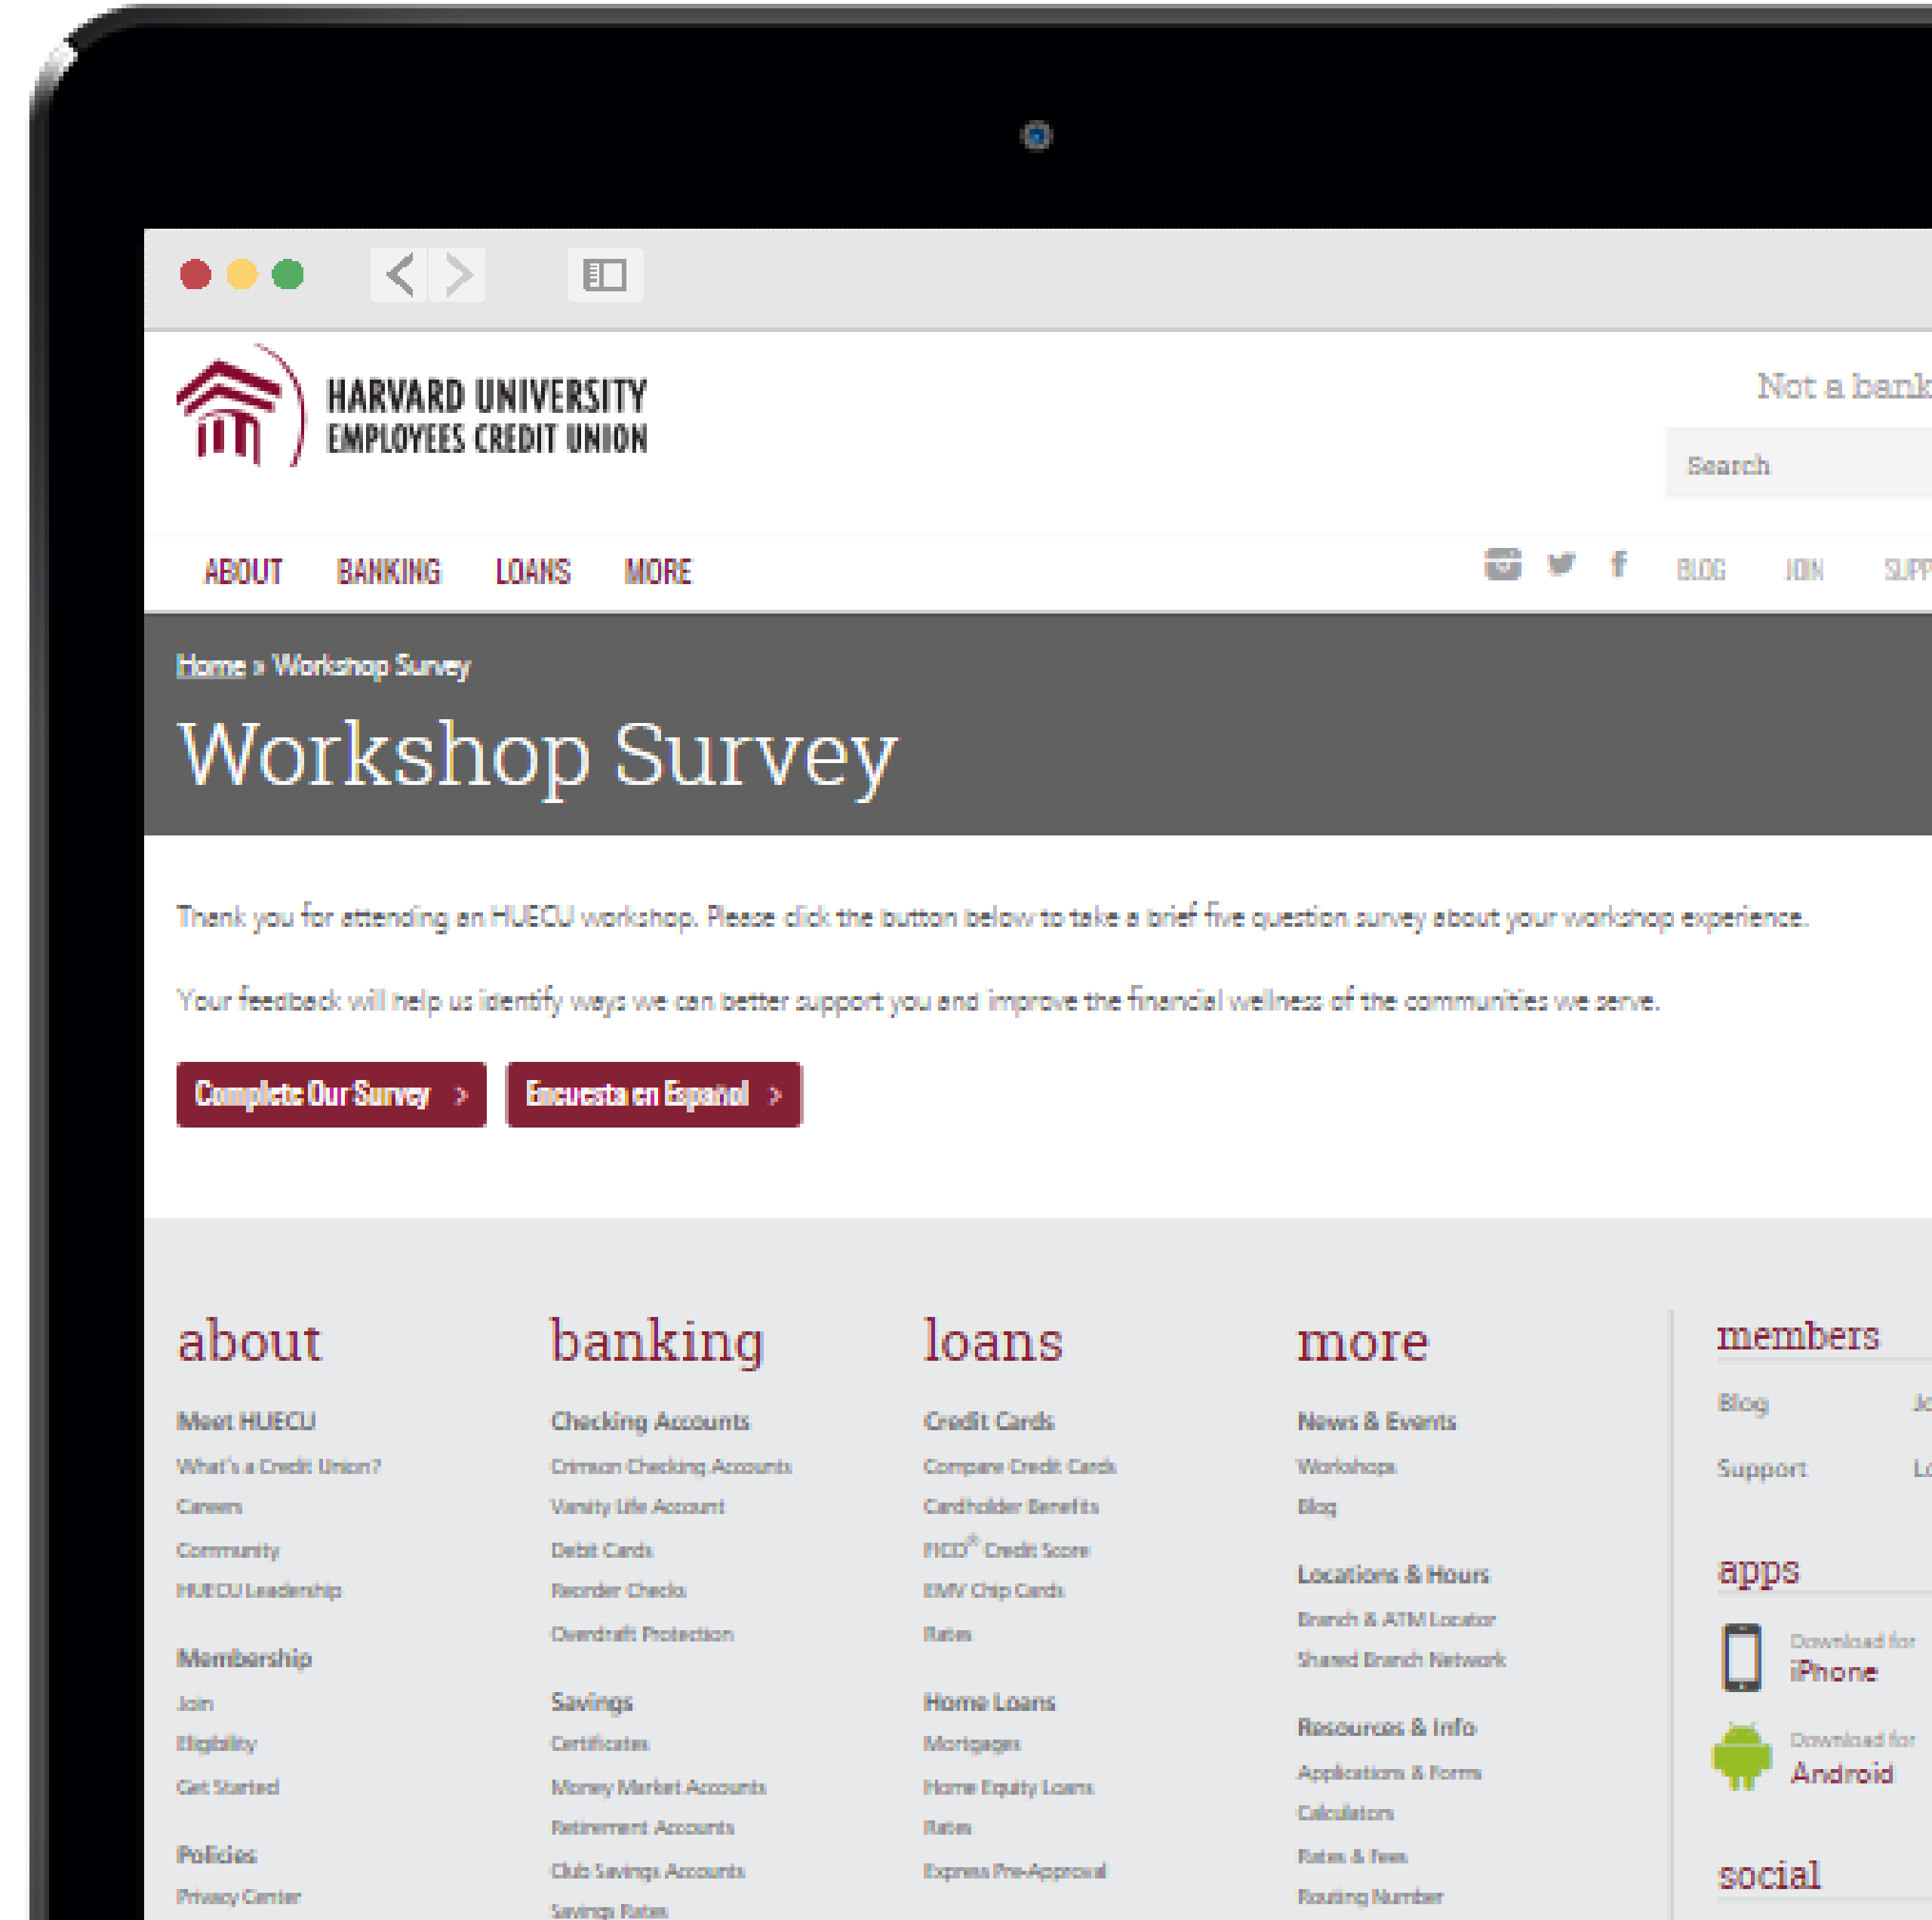 HARVARD UNIVERSITY
EMPLOYEES CREDIT UNION
Not a bank
Search
ABOUT BANKING LOANS MORE
BLOG JOIN SUPP
Home » Workshop Survey
Workshop Survey
Thank you for attending an HUECU workshop. Please click the button below to take a brief five question survey about your workshop experience.
Your feedback will help us identify ways we can better support you and improve the financial wellness of the communities we serve.
Complete Our Survey >
Encuesta en Español >
about
Meet HUECU
What's a Credit Union?
Careers
Community
HUECU Leadership
Membership
Join
Eligibility
Get Started
Policies
Privacy Center
banking
Checking Accounts
Crimson Checking Accounts
Varsity Life Account
Debit Cards
Reorder Checks
Overdraft Protection
Savings
Certificates
Money Market Accounts
Retirement Accounts
Club Savings Accounts
Savings Rates
loans
Credit Cards
Compare Credit Cards
Cardholder Benefits
FICO® Credit Score
EMV Chip Cards
Rates
Home Loans
Mortgages
Home Equity Loans
Rates
Express Pre-Approval
more
News & Events
Workshops
Blog
Locations & Hours
Branch & ATM Locator
Shared Branch Network
Resources & Info
Applications & Forms
Calculators
Rates & Fees
Routing Number
members
Blog Jo
Support Lo
apps
Download for
iPhone
Download for
Android
social